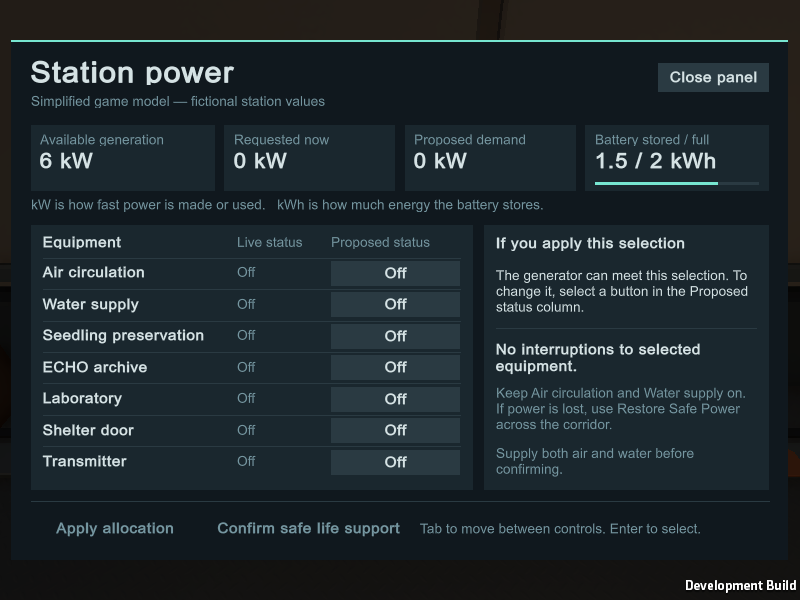 Station power
Close panel
Simplified game model — fictional station values
Available generation
6 kW
Requested now
0 kW
Proposed demand
0 kW
Battery stored / full
1.5 / 2 kWh
kW is how fast power is made or used. kWh is how much energy the battery stores.
Equipment Live status Proposed status
Air circulation Off Off
Water supply Off Off
Seedling preservation Off Off
ECHO archive Off Off
Laboratory Off Off
Shelter door Off Off
Transmitter Off Off
If you apply this selection
The generator can meet this selection. To
change it, select a button in the Proposed
status column.
No interruptions to selected
equipment.
Keep Air circulation and Water supply on.
If power is lost, use Restore Safe Power
across the corridor.
Supply both air and water before
confirming.
Apply allocation
Confirm safe life support
Tab to move between controls. Enter to select.
Development Build